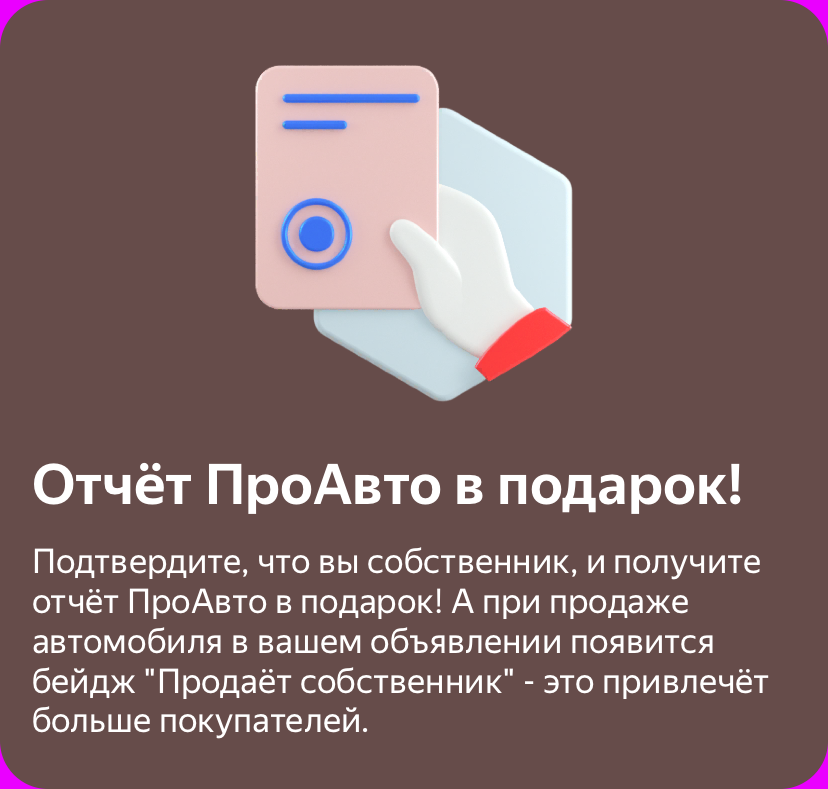 Отчёт ПроАвто в подарок!
Подтвердите, что вы собственник, и получите
отчёт ПроАвто в подарок! А при продаже
автомобиля в вашем объявлении появится
бейдж "Продаёт собственник" - это привлечёт
больше покупателей.